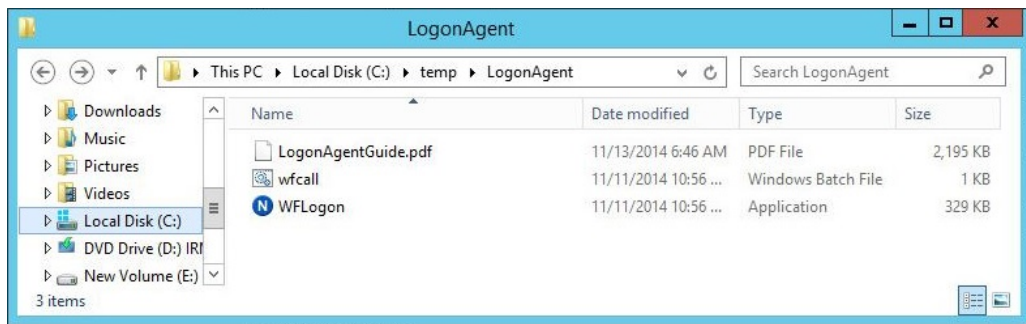 LogonAgent
This PC Local Disk (C:) temp LogonAgent
Search LogonAgent
Downloads
Music
Pictures
Videos
Local Disk (C:)
DVD Drive (D:) IRM
New Volume (E:)
Name Date modified Type Size
LogonAgentGuide.pdf 11/13/2014 6:46 AM PDF File 2,195 KB
wfcall 11/11/2014 10:56 ... Windows Batch File 1 KB
N WFLogon 11/11/2014 10:56 ... Application 329 KB
3 items